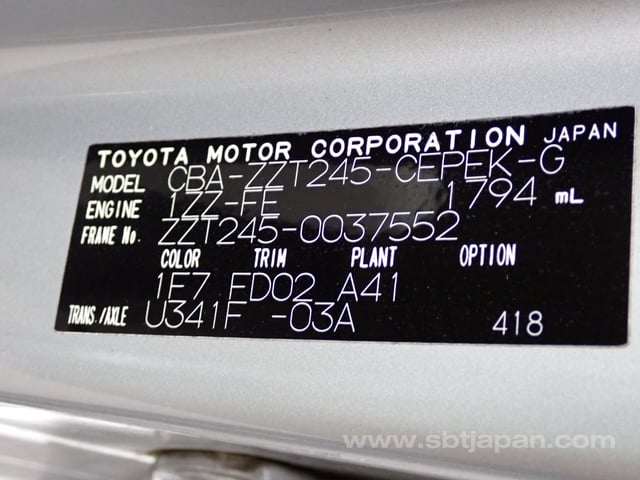 TOYOTA MOTOR CORPORATION JAPAN
MODEL CBA-ZZT245-CEPEK-G
ENGINE 1ZZ-FE 1794 mL
FRAME No. ZZT245-0037552
COLOR TRIM PLANT OPTION
1E7 FD02 A41
TRANS./AXLE U341F -03A 418
www.sbtjapan.com